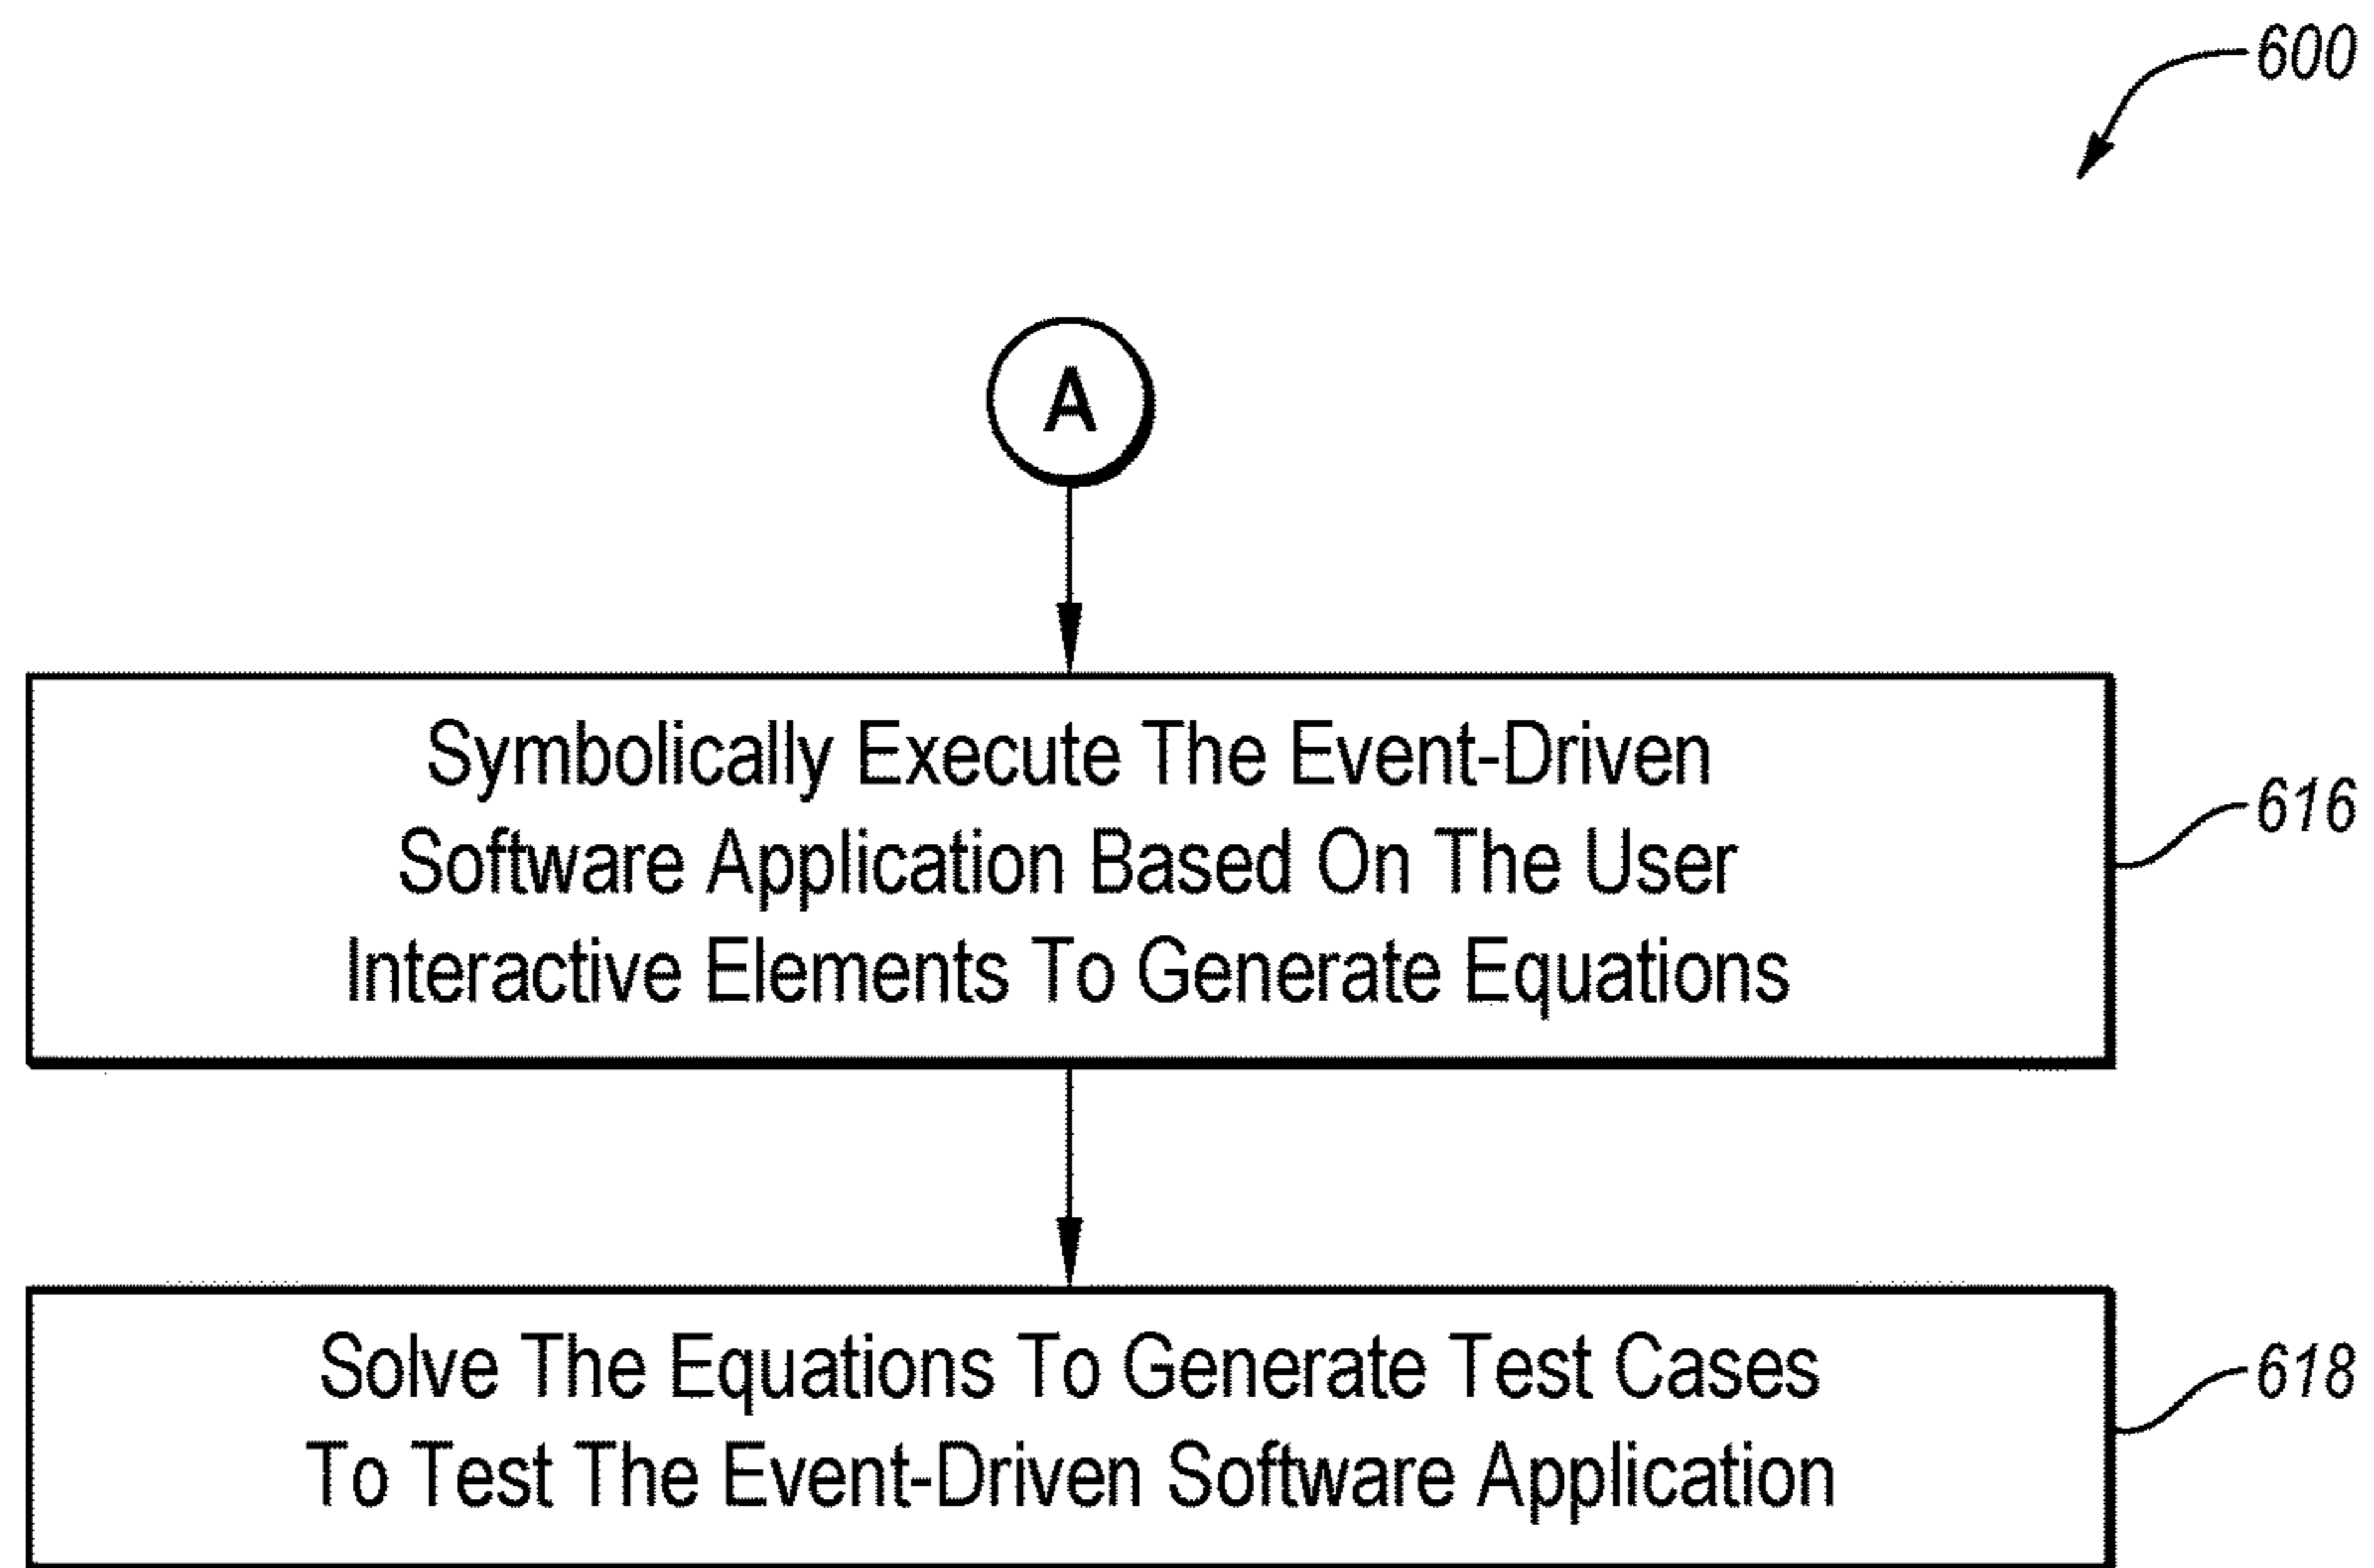 600
A
Symbolically Execute The Event-Driven
Software Application Based On The User
Interactive Elements To Generate Equations
616
Solve The Equations To Generate Test Cases
To Test The Event-Driven Software Application
618